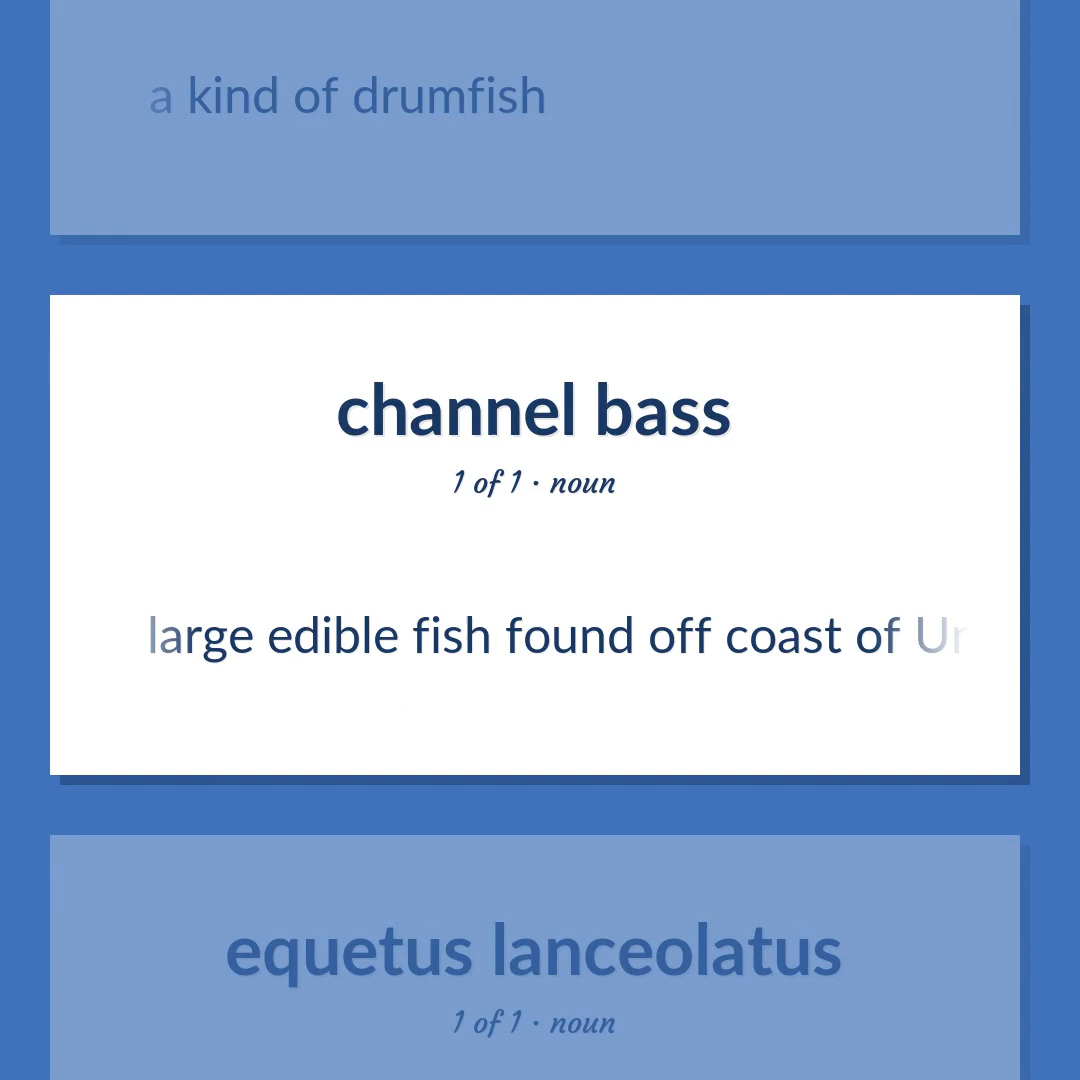 a kind of drumfish
channel bass
1 of 1 · noun
large edible fish found off coast of
equetus lanceolatus
1 of 1 · noun